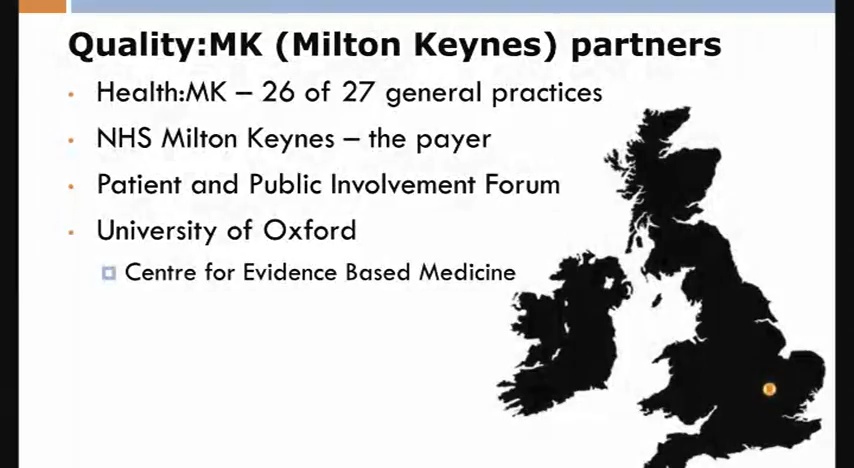 Quality:MK (Milton Keynes) partners
Health:MK – 26 of 27 general practices
NHS Milton Keynes – the payer
Patient and Public Involvement Forum
University of Oxford
Centre for Evidence Based Medicine